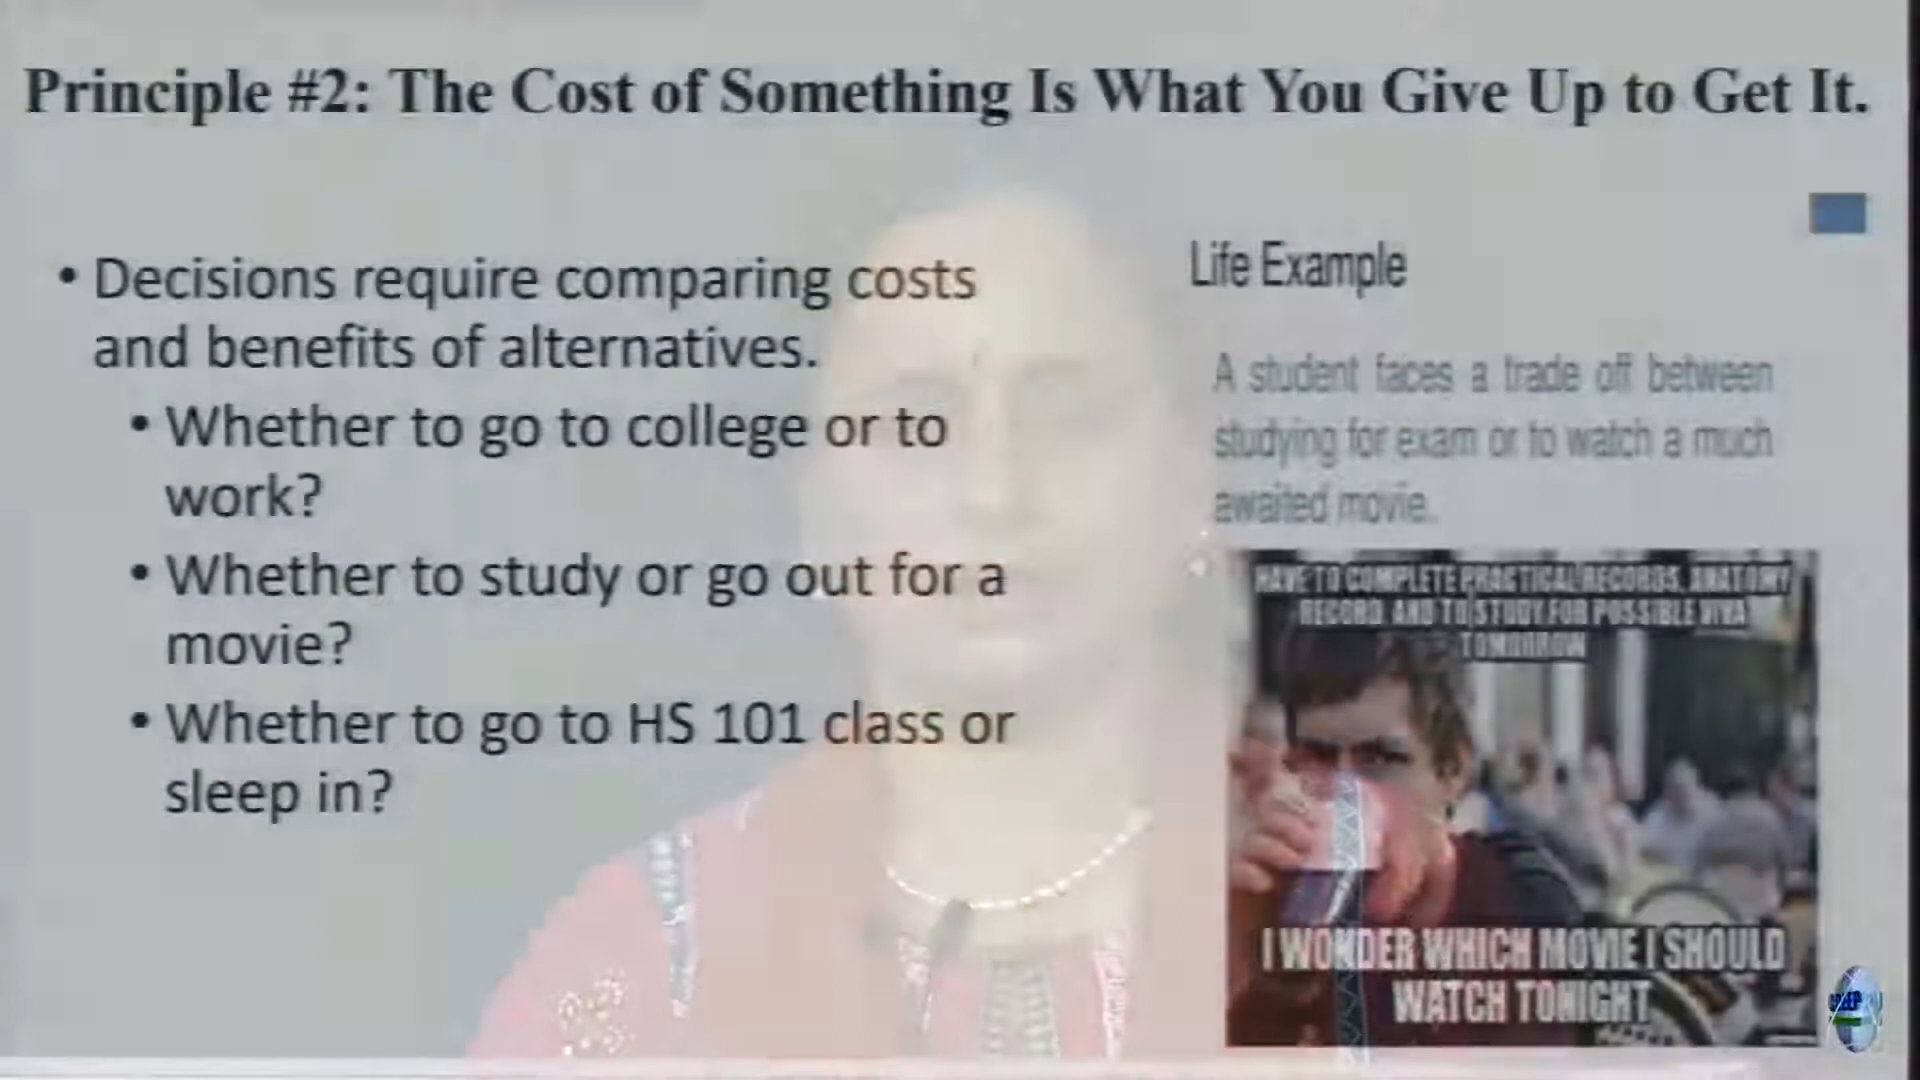 Principle #2: The Cost of Something Is What You Give Up to Get It.
• Decisions require comparing costs
and benefits of alternatives.
• Whether to go to college or to
work?
• Whether to study or go out for a
movie?
• Whether to go to HS 101 class or
sleep in?
Life Example
A student faces a trade off between
studying for exam or to watch a much
awaited movie.
HAVE TO COMPLETE PRACTICAL RECORDS, ANATOMY
RECORD, AND TO STUDY FOR POSSIBLE VIVA
TOMORROW
I WONDER WHICH MOVIE I SHOULD
WATCH TONIGHT